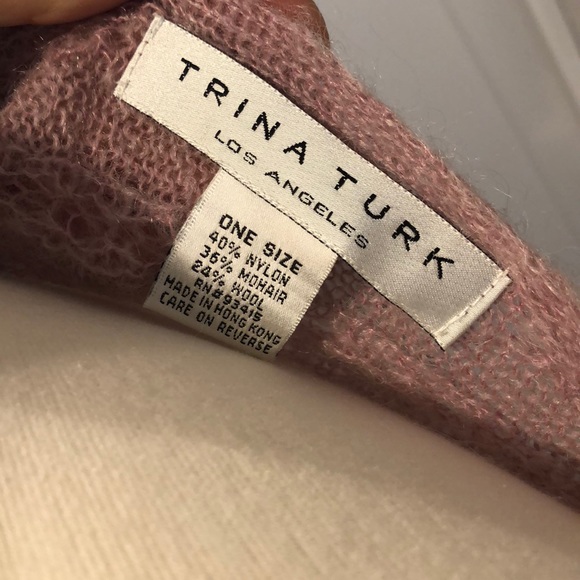 TRINA TURK
LOS ANGELES
ONE SIZE
40% NYLON
36% MOHAIR
24% WOOL
RN# 93415
MADE IN HONG KONG
CARE ON REVERSE